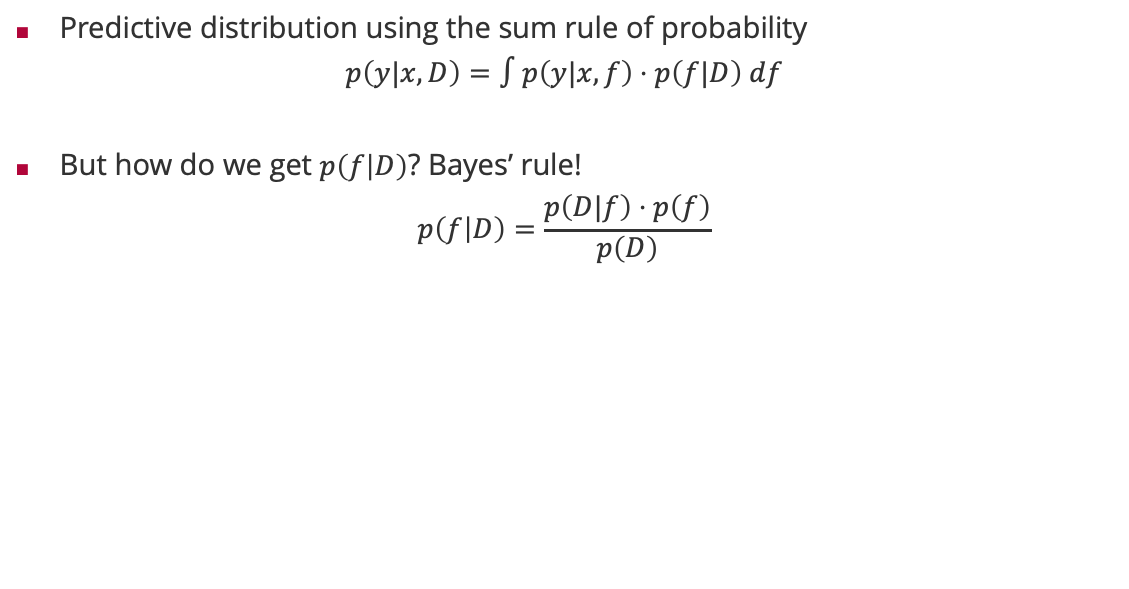 ▪ Predictive distribution using the sum rule of probability
p(y|x, D) = ∫ p(y|x, f) · p(f|D) df
▪ But how do we get p(f|D)? Bayes’ rule!
p(f|D) = p(D|f) · p(f) / p(D)